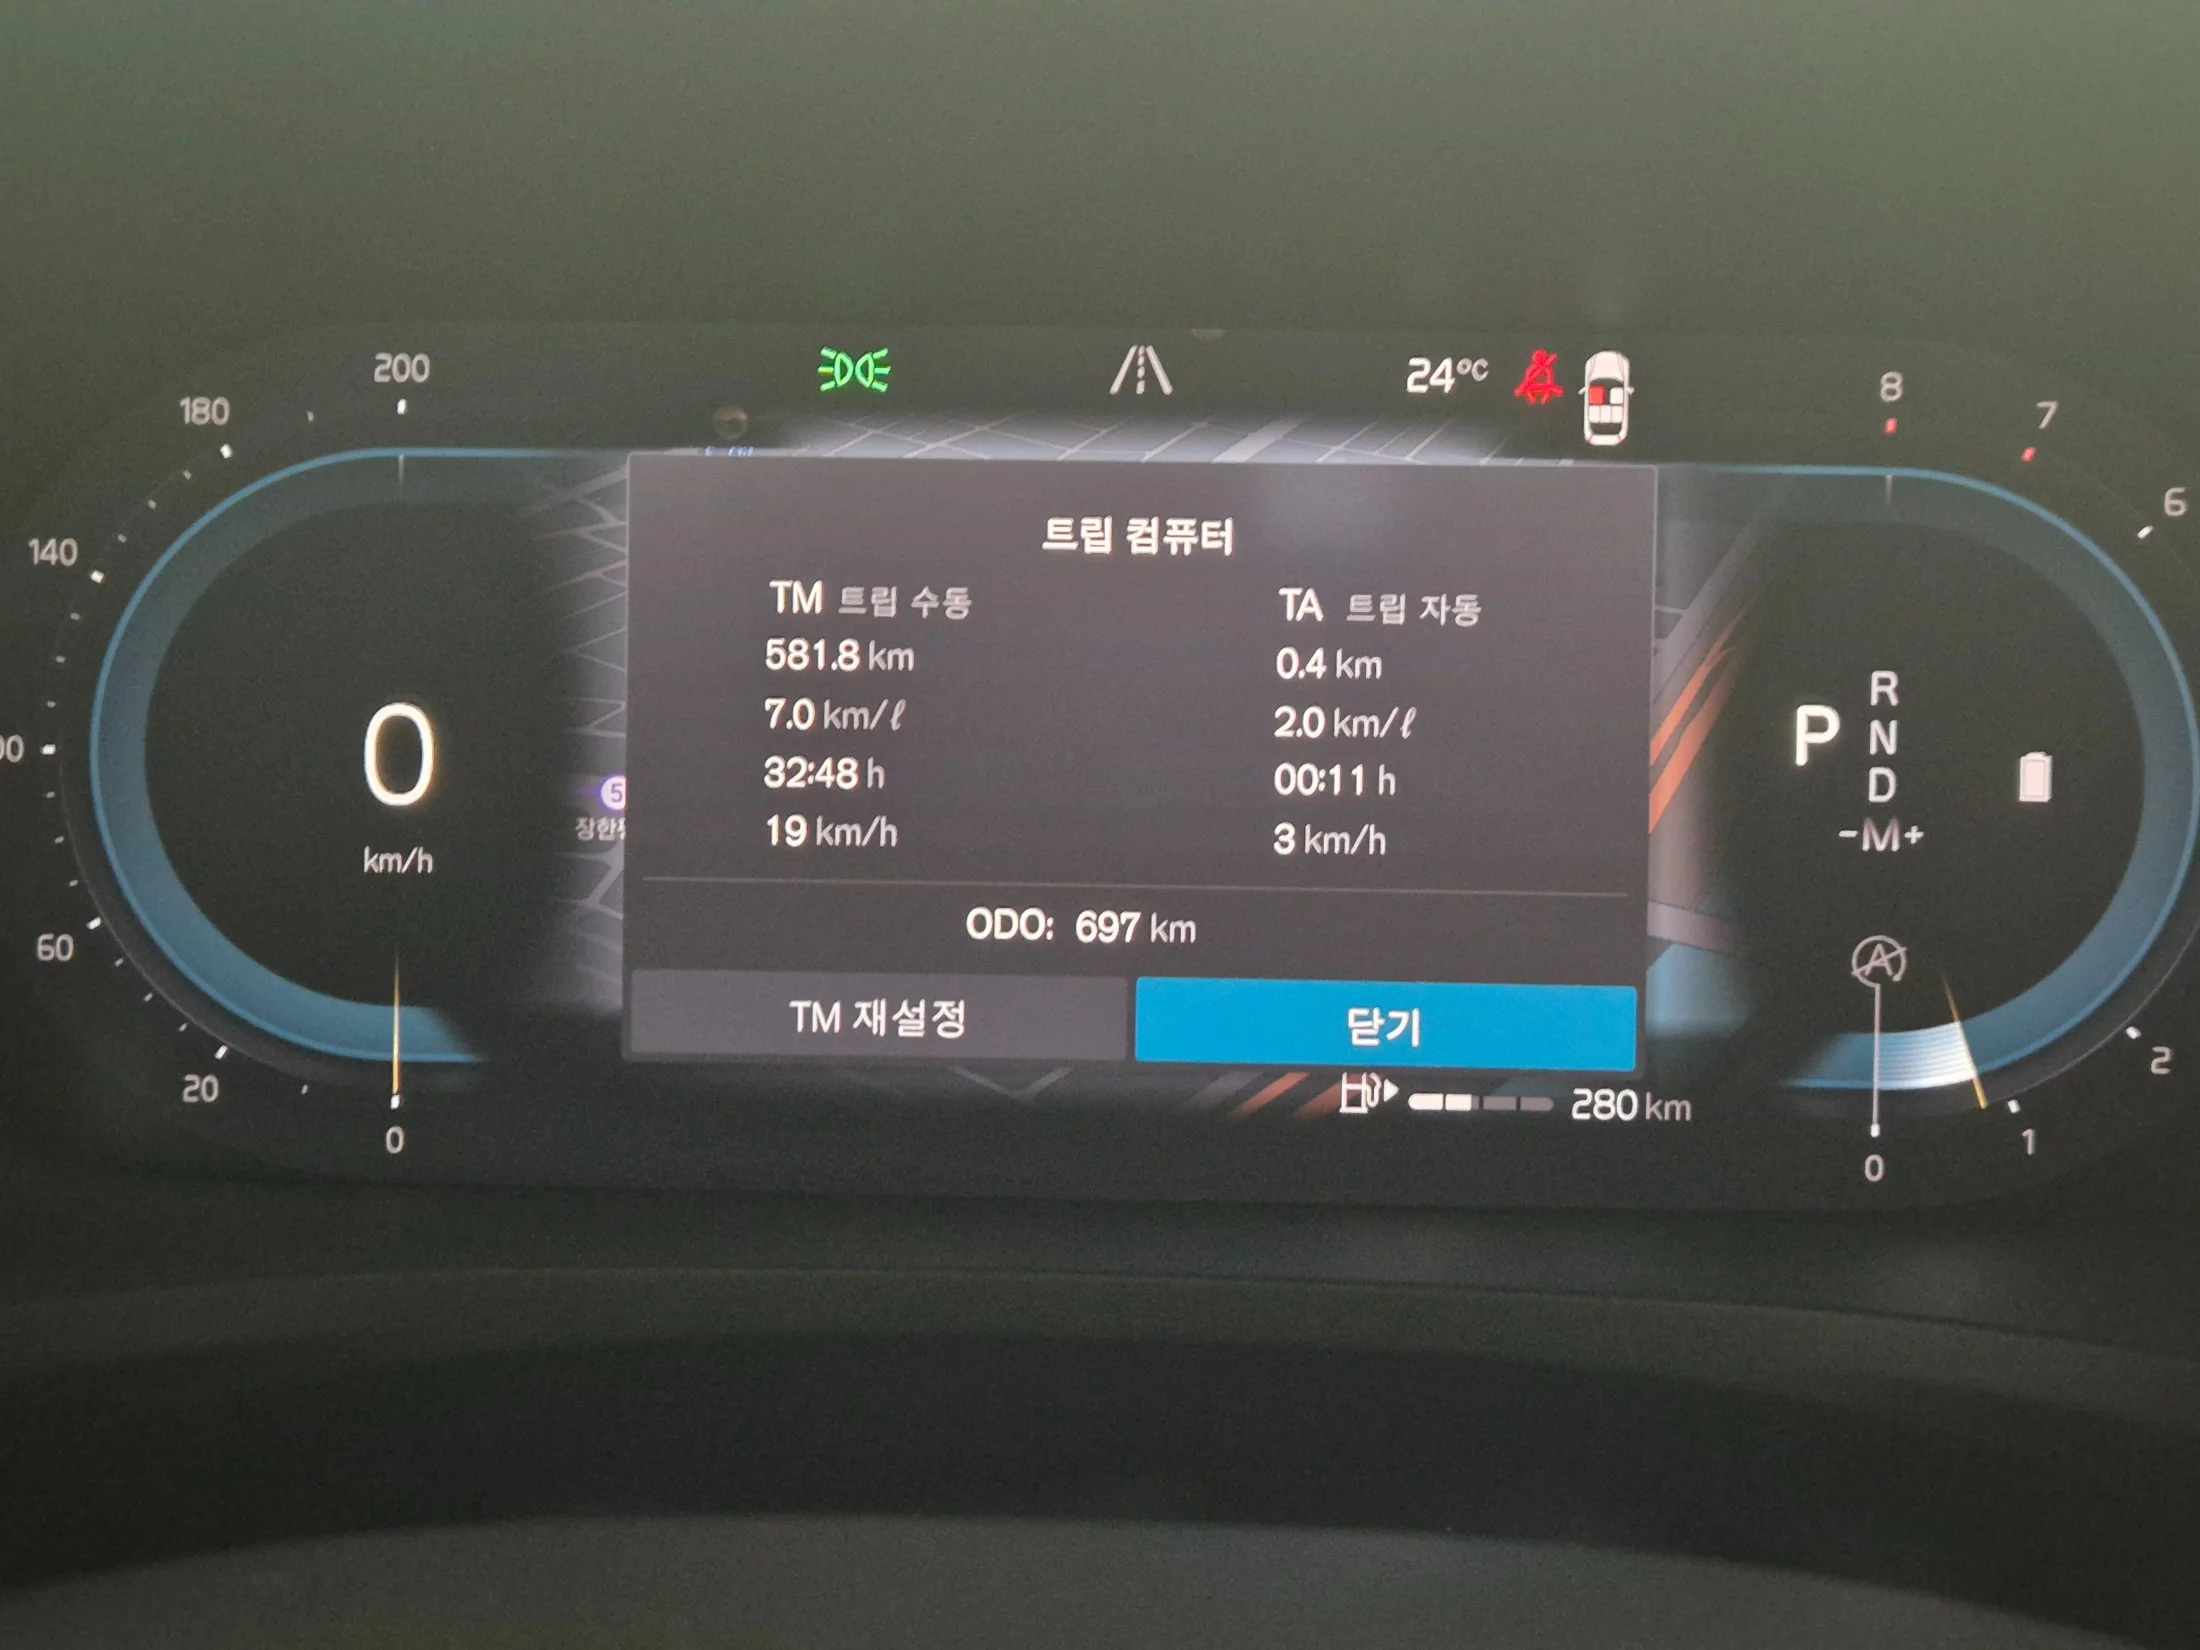 200
180
140
60
20
0
0
km/h
24°C
8
7
6
2
1
0
트립 컴퓨터
TM 트립 수동
581.8 km
7.0 km/ℓ
32:48 h
19 km/h
TA 트립 자동
0.4 km
2.0 km/ℓ
00:11 h
3 km/h
ODO: 697 km
TM 재설정
닫기
5
장한
P
R
N
D
-M+
A
280 km